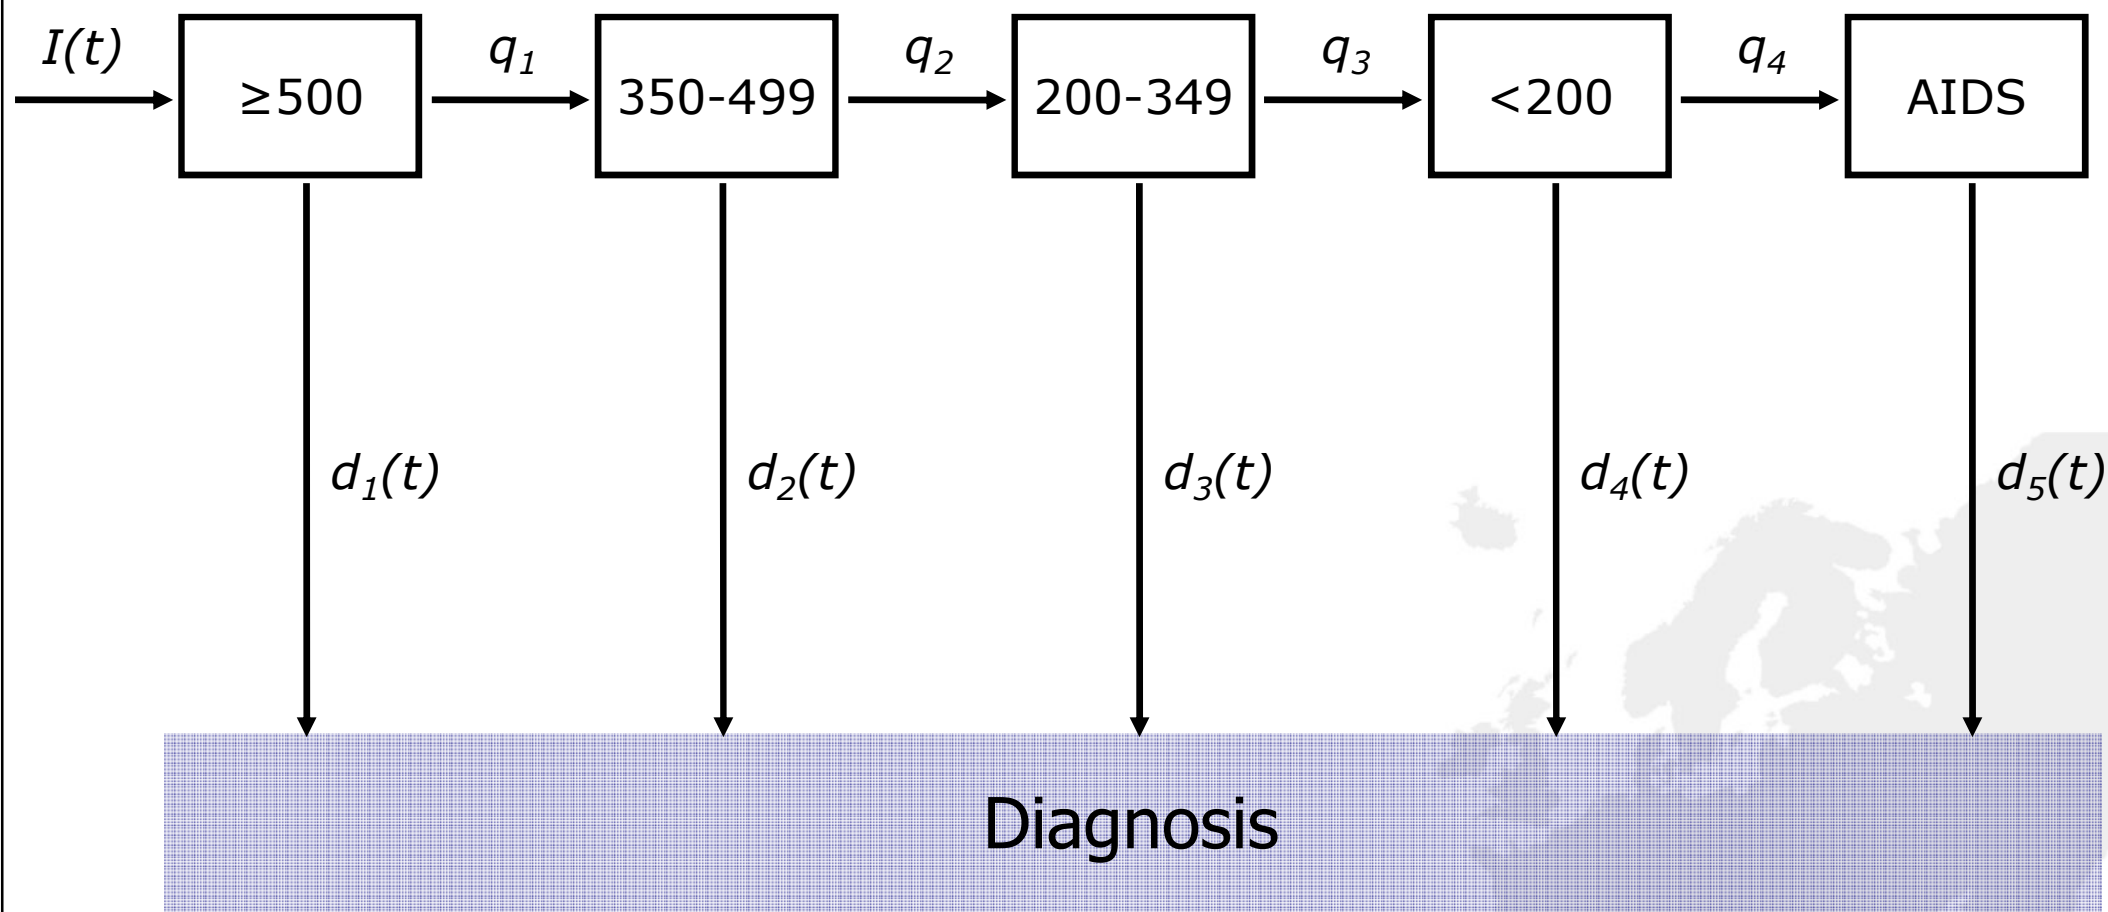 I(t) ≥500 q₁ 350-499 q₂ 200-349 q₃ <200 q₄ AIDS
d₁(t) d₂(t) d₃(t) d₄(t) d₅(t)
Diagnosis